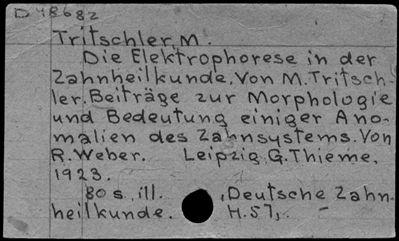 D 48682
Tritschler, M.
Die Elektrophorese in der
Zahnheilkunde. Von M. Tritsch-
ler. Beiträge zur Morphologie
und Bedeutung einiger Ano-
malien des Zahnsystems. Von
R. Weber. Leipzig, G. Thieme,
1923.
80 s., ill. , Deutsche Zahn-
heilkunde. H. 57,. -